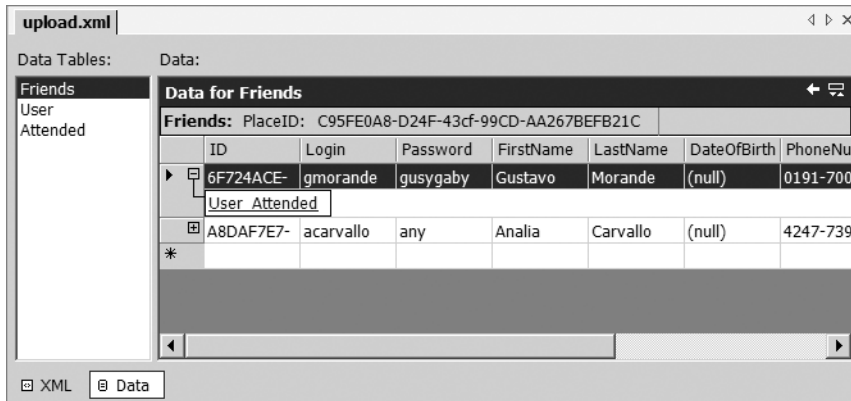 upload.xml
Data Tables: Data:
Friends
User
Attended
Data for Friends
Friends: PlaceID: C95FE0A8-D24F-43cf-99CD-AA267BEFB21C
ID Login Password FirstName LastName DateOfBirth PhoneNu
6F724ACE- gmorande gusygaby Gustavo Morande (null) 0191-700
User_Attended
A8DAF7E7- acarvallo any Analia Carvallo (null) 4247-739
XML Data